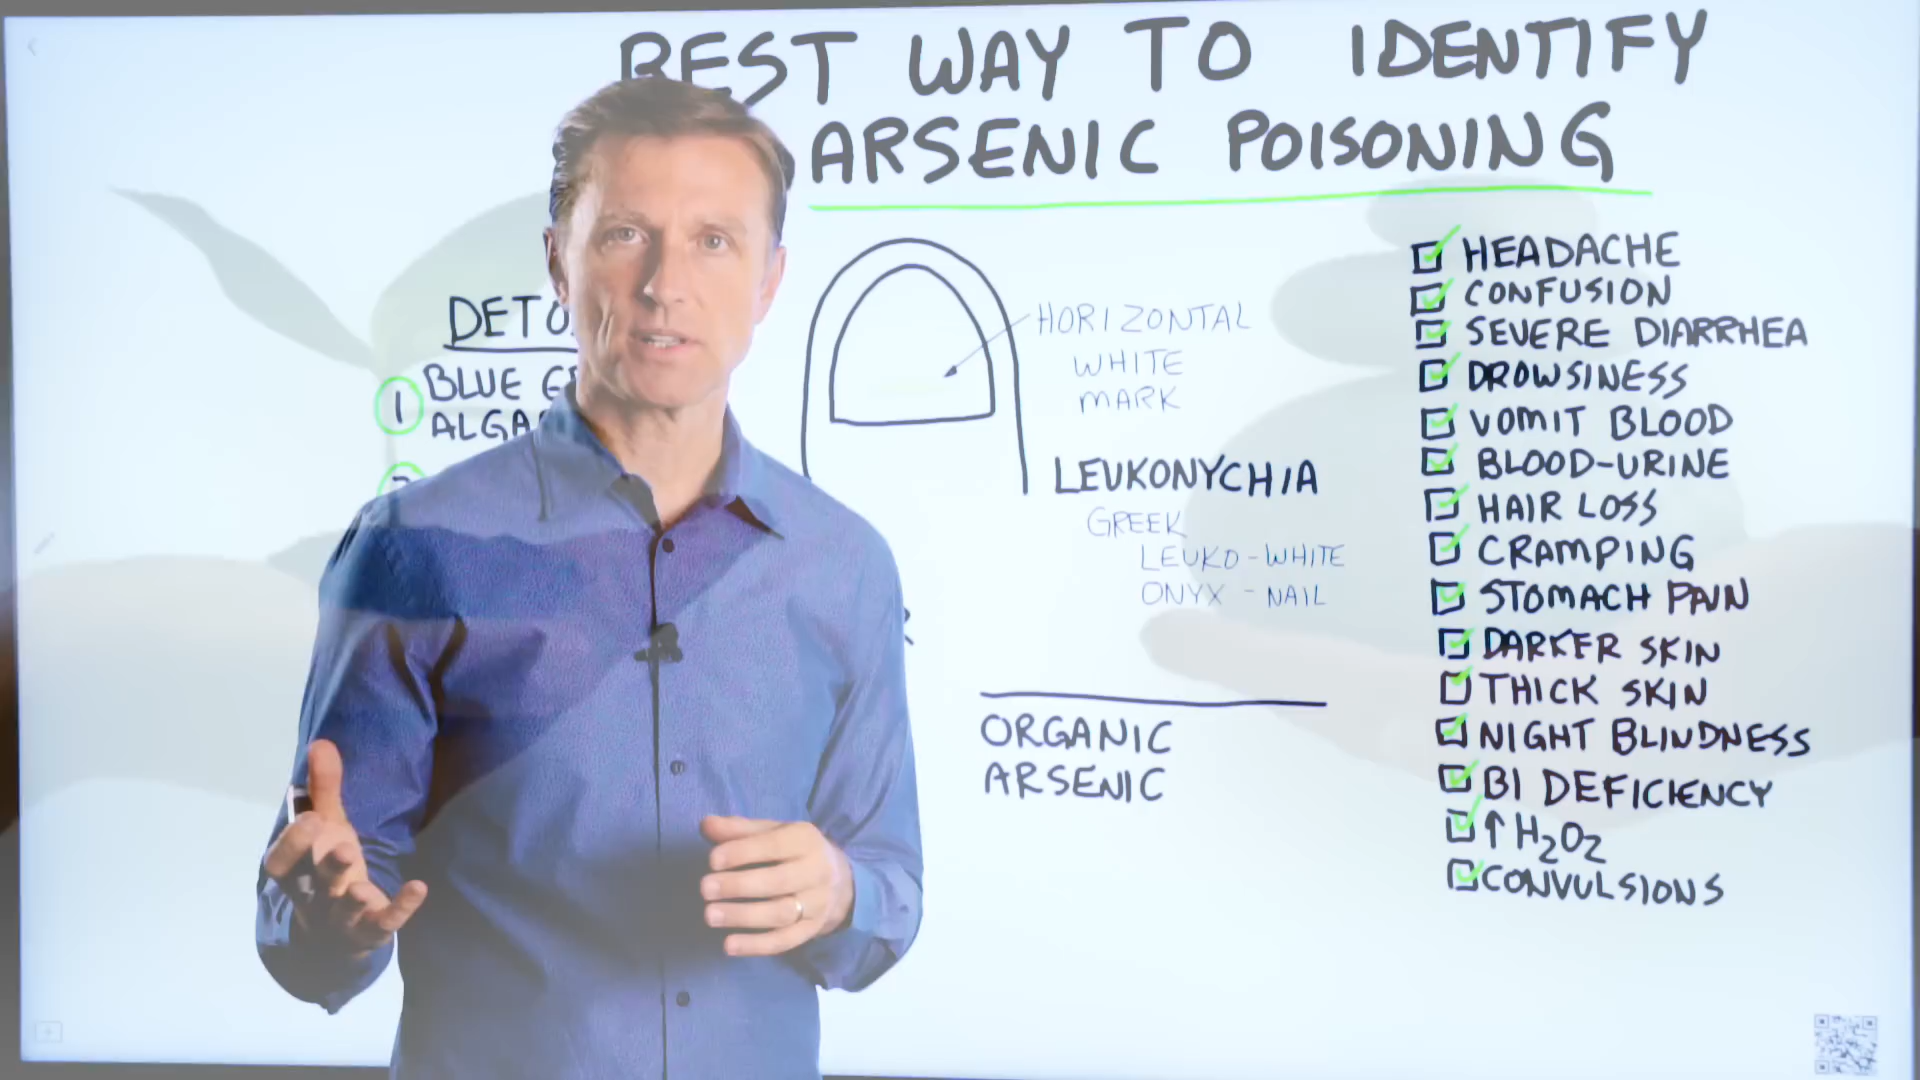 BEST WAY TO IDENTIFY
ARSENIC POISONING
1 BLUE
HORIZONTAL
WHITE
MARK
LEUKONYCHIA
GREEK
LEUKO - WHITE
ONYX - NAIL
ORGANIC
ARSENIC
HEADACHE
CONFUSION
SEVERE DIARRHEA
DROWSINESS
VOMIT BLOOD
BLOOD-URINE
HAIR LOSS
CRAMPING
STOMACH PAIN
DARKER SKIN
THICK SKIN
NIGHT BLINDNESS
B1 DEFICIENCY
↑ H2O2
CONVULSIONS